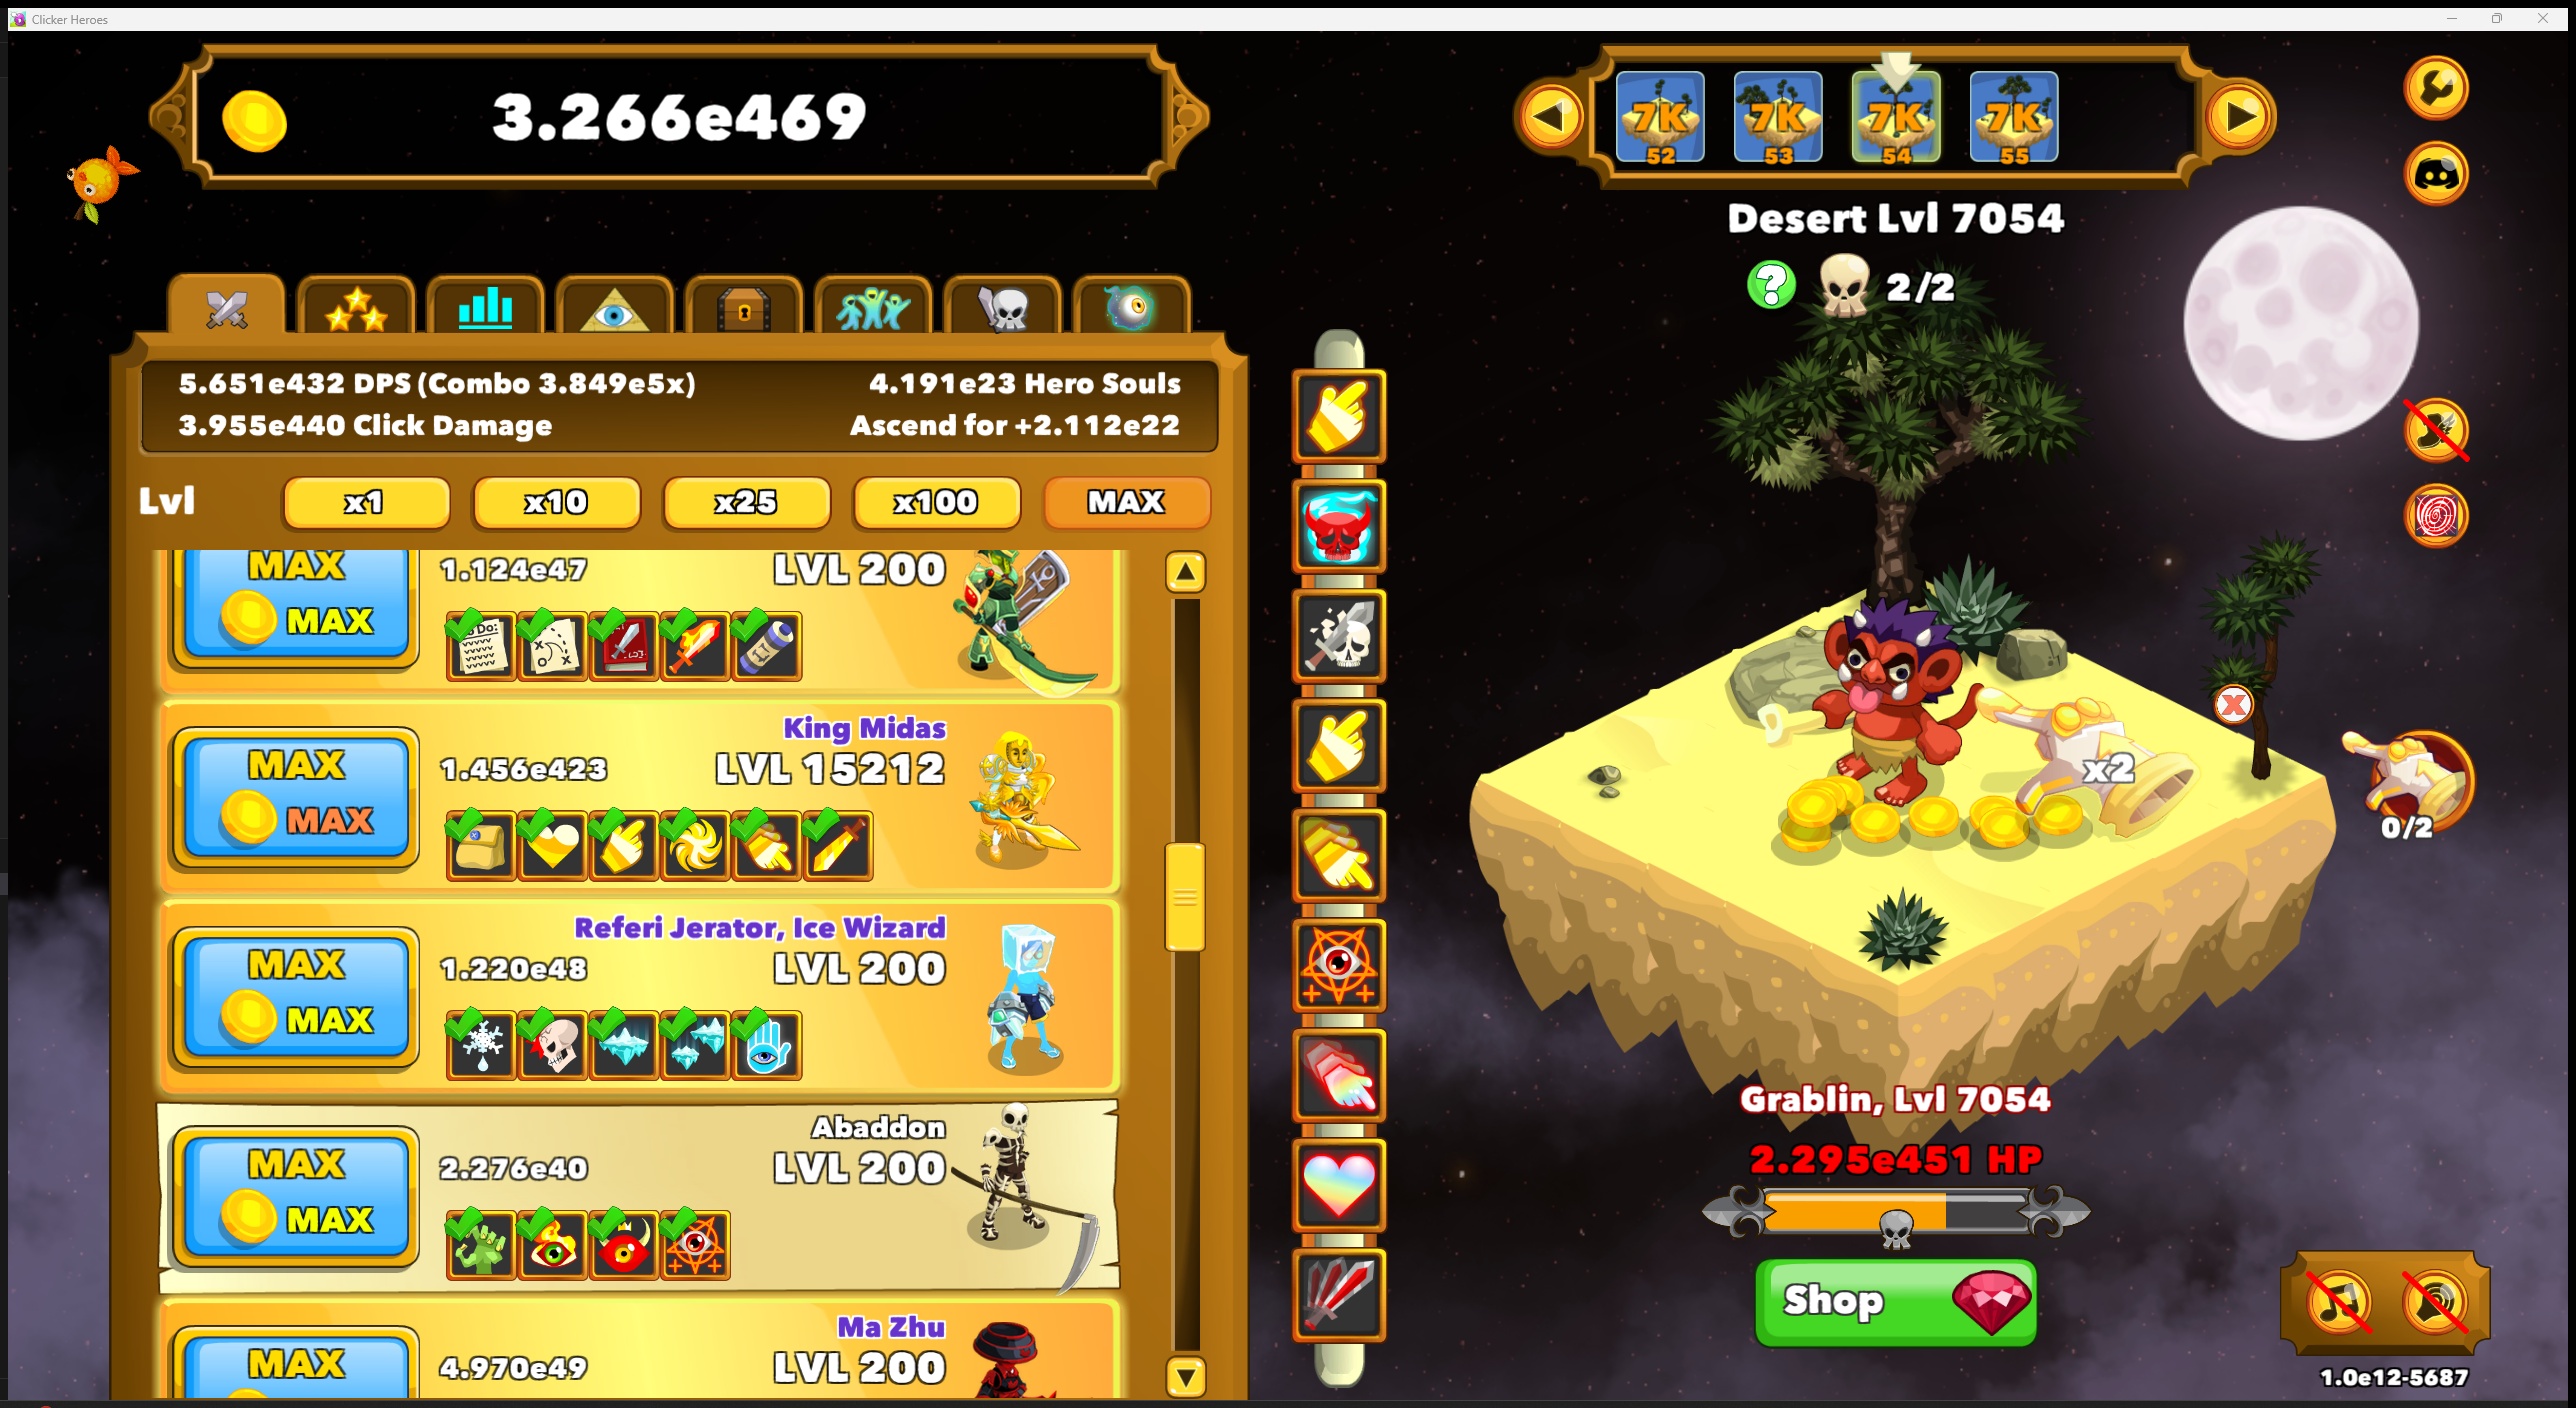 Clicker Heroes
3.266e469
7K
52
7K
53
7K
54
7K
55
Desert Lvl 7054
2/2
5.651e432 DPS (Combo 3.849e5x)
4.191e23 Hero Souls
3.955e440 Click Damage
Ascend for +2.112e22
Lvl
x1
x10
x25
x100
MAX
MAX
MAX
1.124e47
LVL 200
Do:
MAX
MAX
1.456e423
King Midas
LVL 15212
MAX
MAX
1.220e48
Referi Jerator, Ice Wizard
LVL 200
MAX
MAX
2.276e40
Abaddon
LVL 200
MAX
4.970e49
Ma Zhu
LVL 200
x2
0/2
Grablin, Lvl 7054
2.295e451 HP
Shop
1.0e12-5687